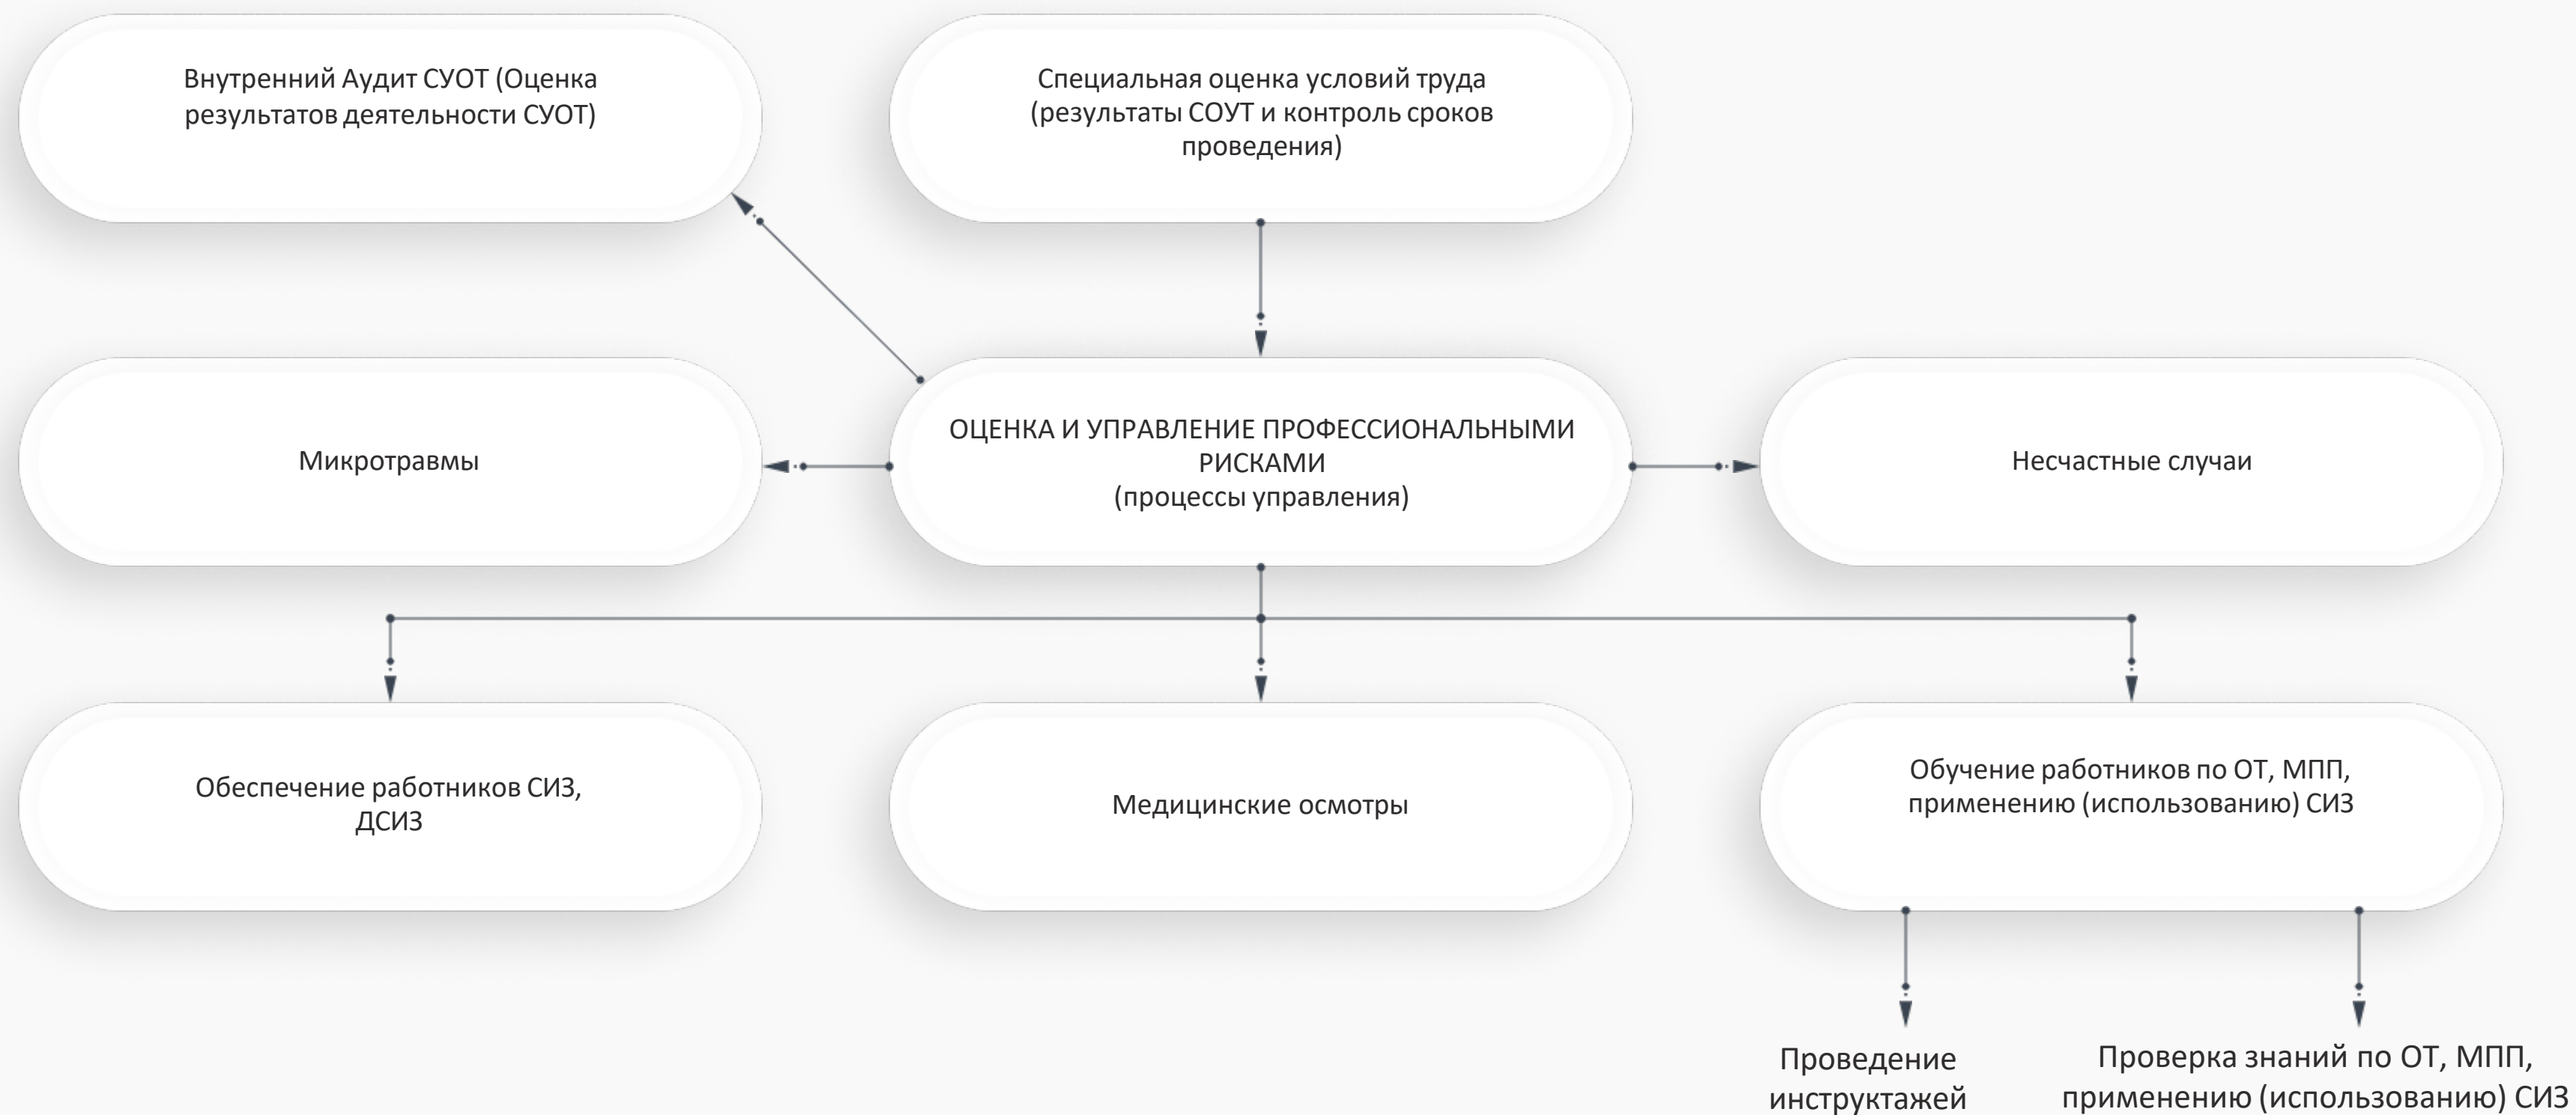 Внутренний Аудит СУОТ (Оценка
результатов деятельности СУОТ)
Специальная оценка условий труда
(результаты СОУТ и контроль сроков
проведения)
Микротравмы
ОЦЕНКА И УПРАВЛЕНИЕ ПРОФЕССИОНАЛЬНЫМИ
РИСКАМИ
(процессы управления)
Несчастные случаи
Обеспечение работников СИЗ,
ДСИЗ
Медицинские осмотры
Обучение работников по ОТ, МПП,
применению (использованию) СИЗ
Проведение
инструктажей
Проверка знаний по ОТ, МПП,
применению (использованию) СИЗ